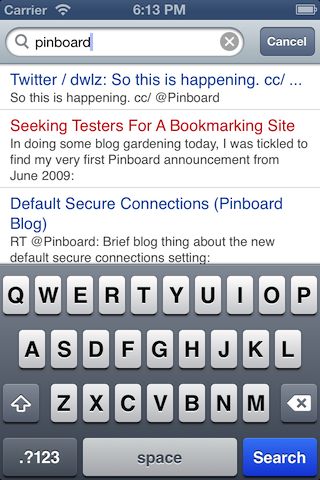 Carrier 6:13 PM
pinboard Cancel
Twitter / dwlz: So this is happening. cc/ ...
So this is happening. cc/ @Pinboard
Seeking Testers For A Bookmarking Site
In doing some blog gardening today, I was tickled to
find my very first Pinboard announcement from
June 2009:
Default Secure Connections (Pinboard
Blog)
RT @Pinboard: Brief blog thing about the new
default secure connections setting:
Q W E R T Y U I O P
A S D F G H J K L
Z X C V B N M
.?123 space Search